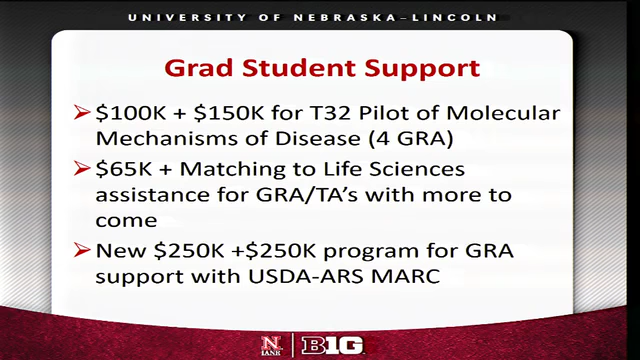 UNIVERSITY OF NEBRASKA–LINCOLN
Grad Student Support
➢$100K + $150K for T32 Pilot of Molecular
Mechanisms of Disease (4 GRA)
➢$65K + Matching to Life Sciences
assistance for GRA/TA's with more to
come
➢New $250K +$250K program for GRA
support with USDA-ARS MARC
N IANR
B1G